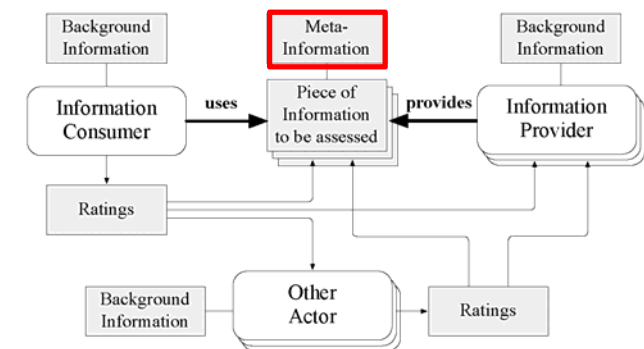 Background
Information
Meta-
Information
Background
Information
Information
Consumer
uses
Piece of
Information
to be assessed
provides
Information
Provider
Ratings
Background
Information
Other
Actor
Ratings